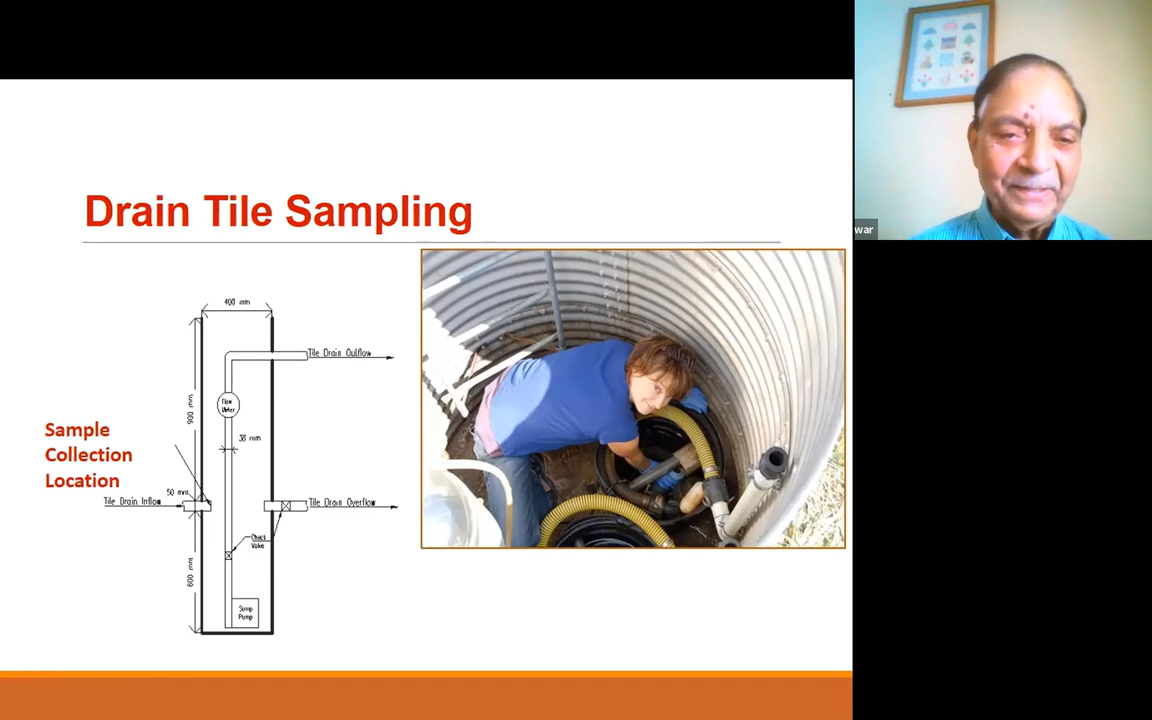 war
Drain Tile Sampling
400 mm
Tile Drain Outflow
900 mm
Flow
Meter
38 mm
Sample
Collection
Location
50 mm
Tile Drain Inflow
Tile Drain Overflow
Check
Valve
600 mm
Sump
Pump